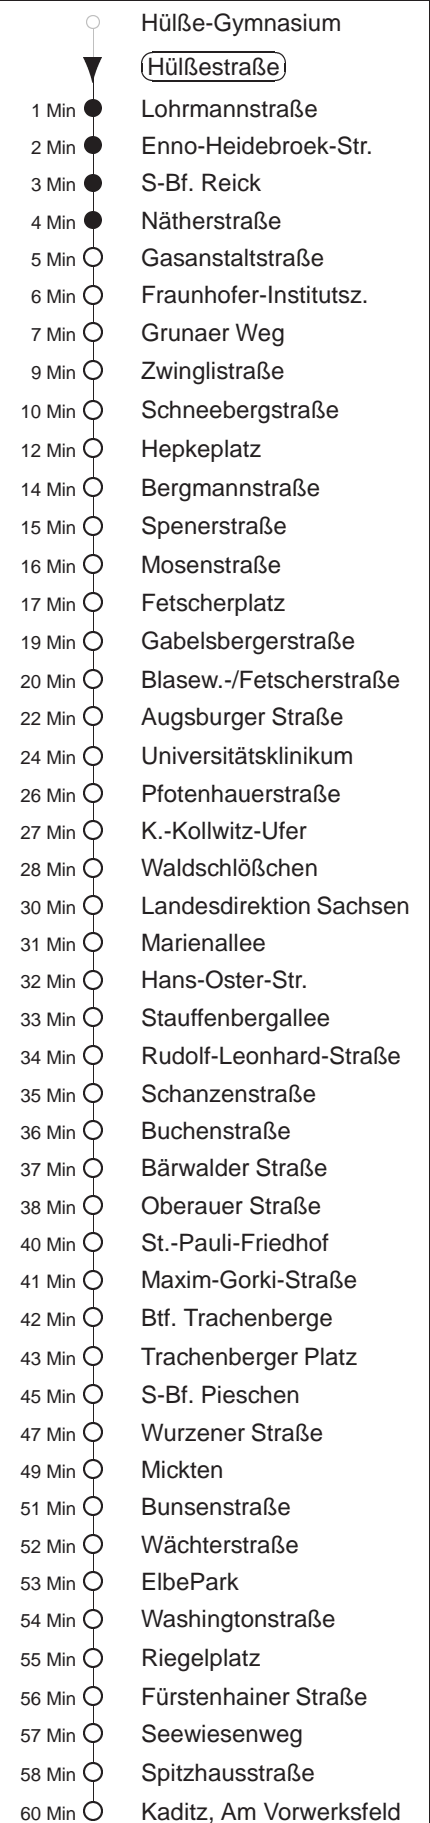 Hülße-Gymnasium
Hülßestraße
1 Min Lohrmannstraße
2 Min Enno-Heidebroek-Str.
3 Min S-Bf. Reick
4 Min Nätherstraße
5 Min Gasanstaltstraße
6 Min Fraunhofer-Institutsz.
7 Min Grunaer Weg
9 Min Zwinglistraße
10 Min Schneebergstraße
12 Min Hepkeplatz
14 Min Bergmannstraße
15 Min Spenerstraße
16 Min Mosenstraße
17 Min Fetscherplatz
19 Min Gabelsbergerstraße
20 Min Blasew.-/Fetscherstraße
22 Min Augsburger Straße
24 Min Universitätsklinikum
26 Min Pfotenhauerstraße
27 Min K.-Kollwitz-Ufer
28 Min Waldschlößchen
30 Min Landesdirektion Sachsen
31 Min Marienallee
32 Min Hans-Oster-Str.
33 Min Stauffenbergallee
34 Min Rudolf-Leonhard-Straße
35 Min Schanzenstraße
36 Min Buchenstraße
37 Min Bärwalder Straße
38 Min Oberauer Straße
40 Min St.-Pauli-Friedhof
41 Min Maxim-Gorki-Straße
42 Min Btf. Trachenberge
43 Min Trachenberger Platz
45 Min S-Bf. Pieschen
47 Min Wurzener Straße
49 Min Mickten
51 Min Bunsenstraße
52 Min Wächterstraße
53 Min ElbePark
54 Min Washingtonstraße
55 Min Riegelplatz
56 Min Fürstenhainer Straße
57 Min Seewiesenweg
58 Min Spitzhausstraße
60 Min Kaditz, Am Vorwerksfeld